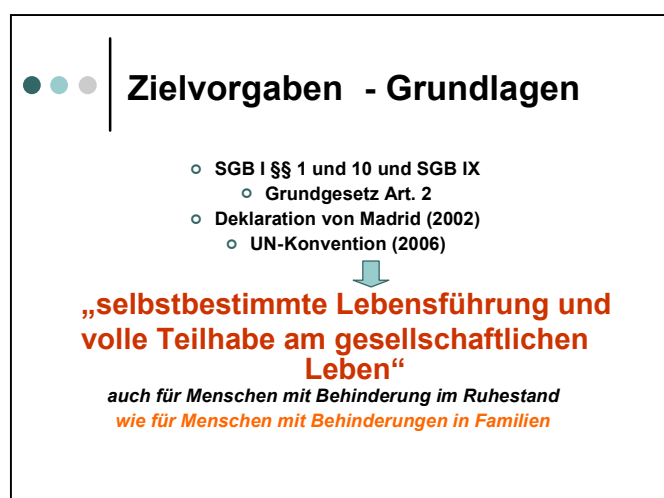 Zielvorgaben  - Grundlagen
SGB I §§ 1 und 10 und SGB IX
Grundgesetz Art. 2
Deklaration von Madrid (2002)
UN-Konvention (2006)
„selbstbestimmte Lebensführung und
volle Teilhabe am gesellschaftlichen
Leben“
auch für Menschen mit Behinderung im Ruhestand
wie für Menschen mit Behinderungen in Familien